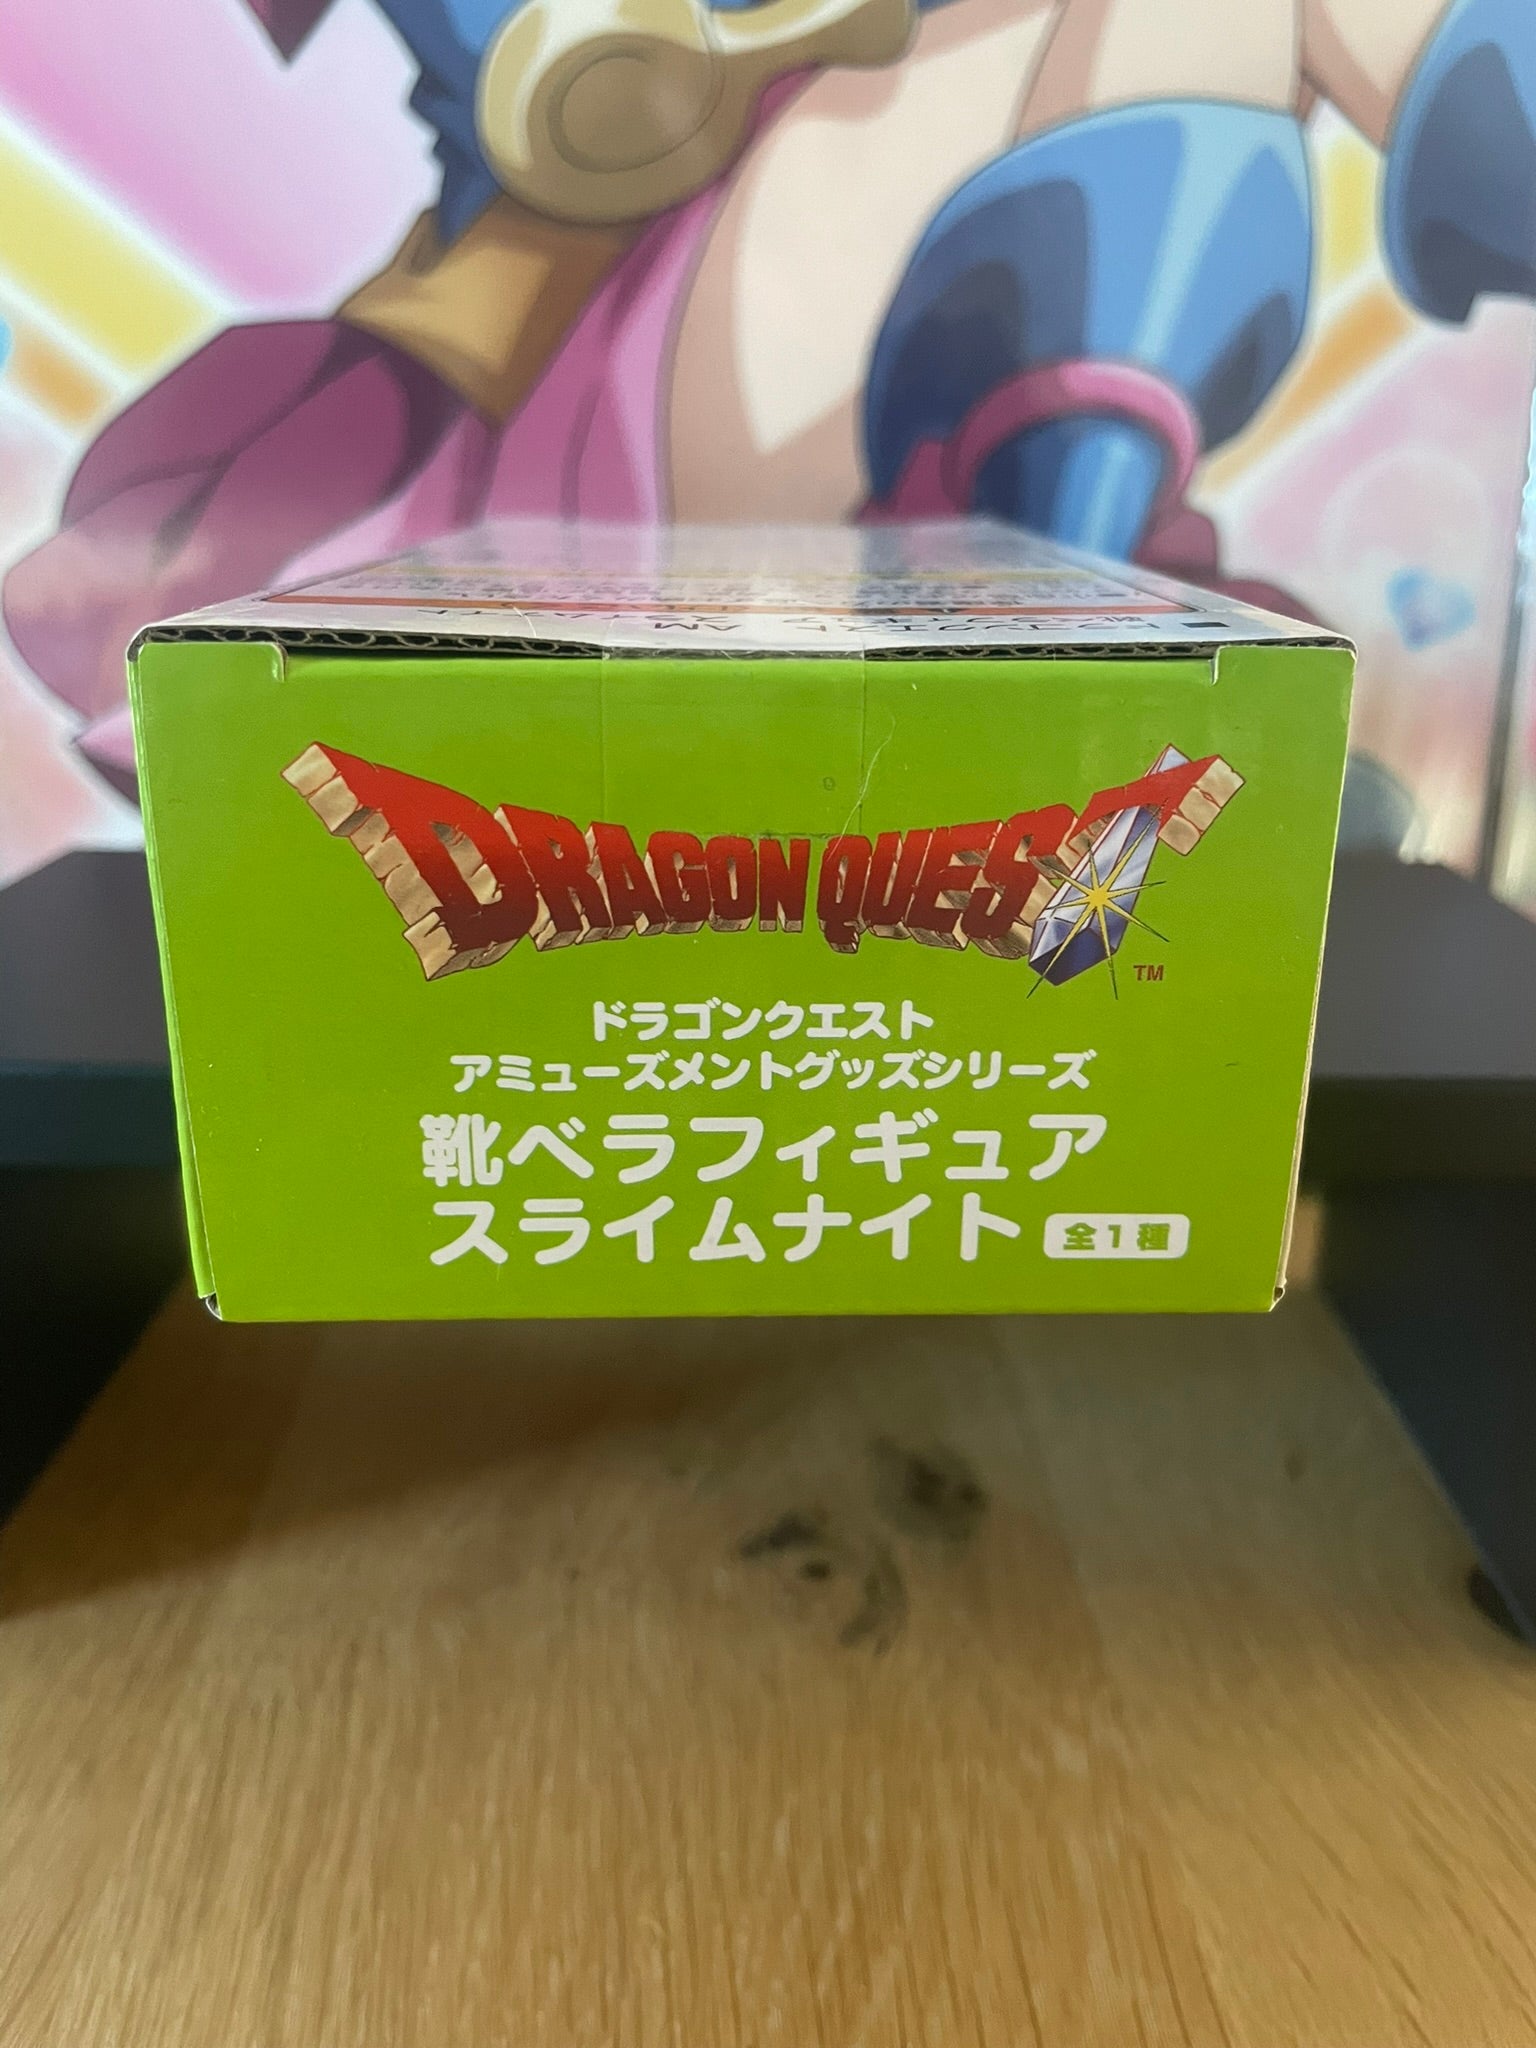 DRAGON QUEST
TM
ドラゴンクエスト
アミューズメントグッズシリーズ
靴ベラフィギュア
スライムナイト 全1種